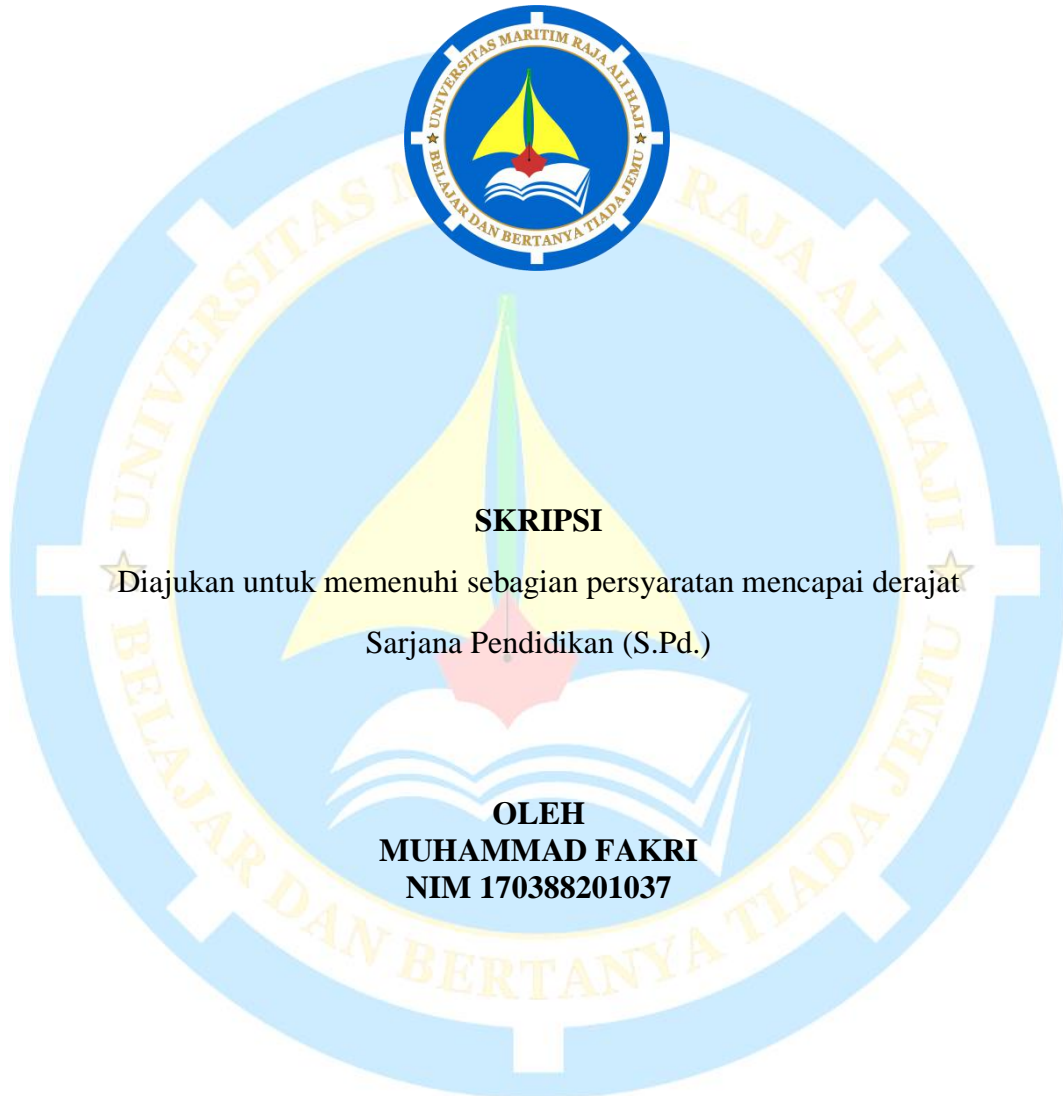 UNIVERSITAS MARITIM RAJA ALI HAJI
BELAJAR DAN BERTANYA TIADA JEMU
SKRIPSI
Diajukan untuk memenuhi sebagian persyaratan mencapai derajat
Sarjana Pendidikan (S.Pd.)
OLEH
MUHAMMAD FAKRI
NIM 170388201037